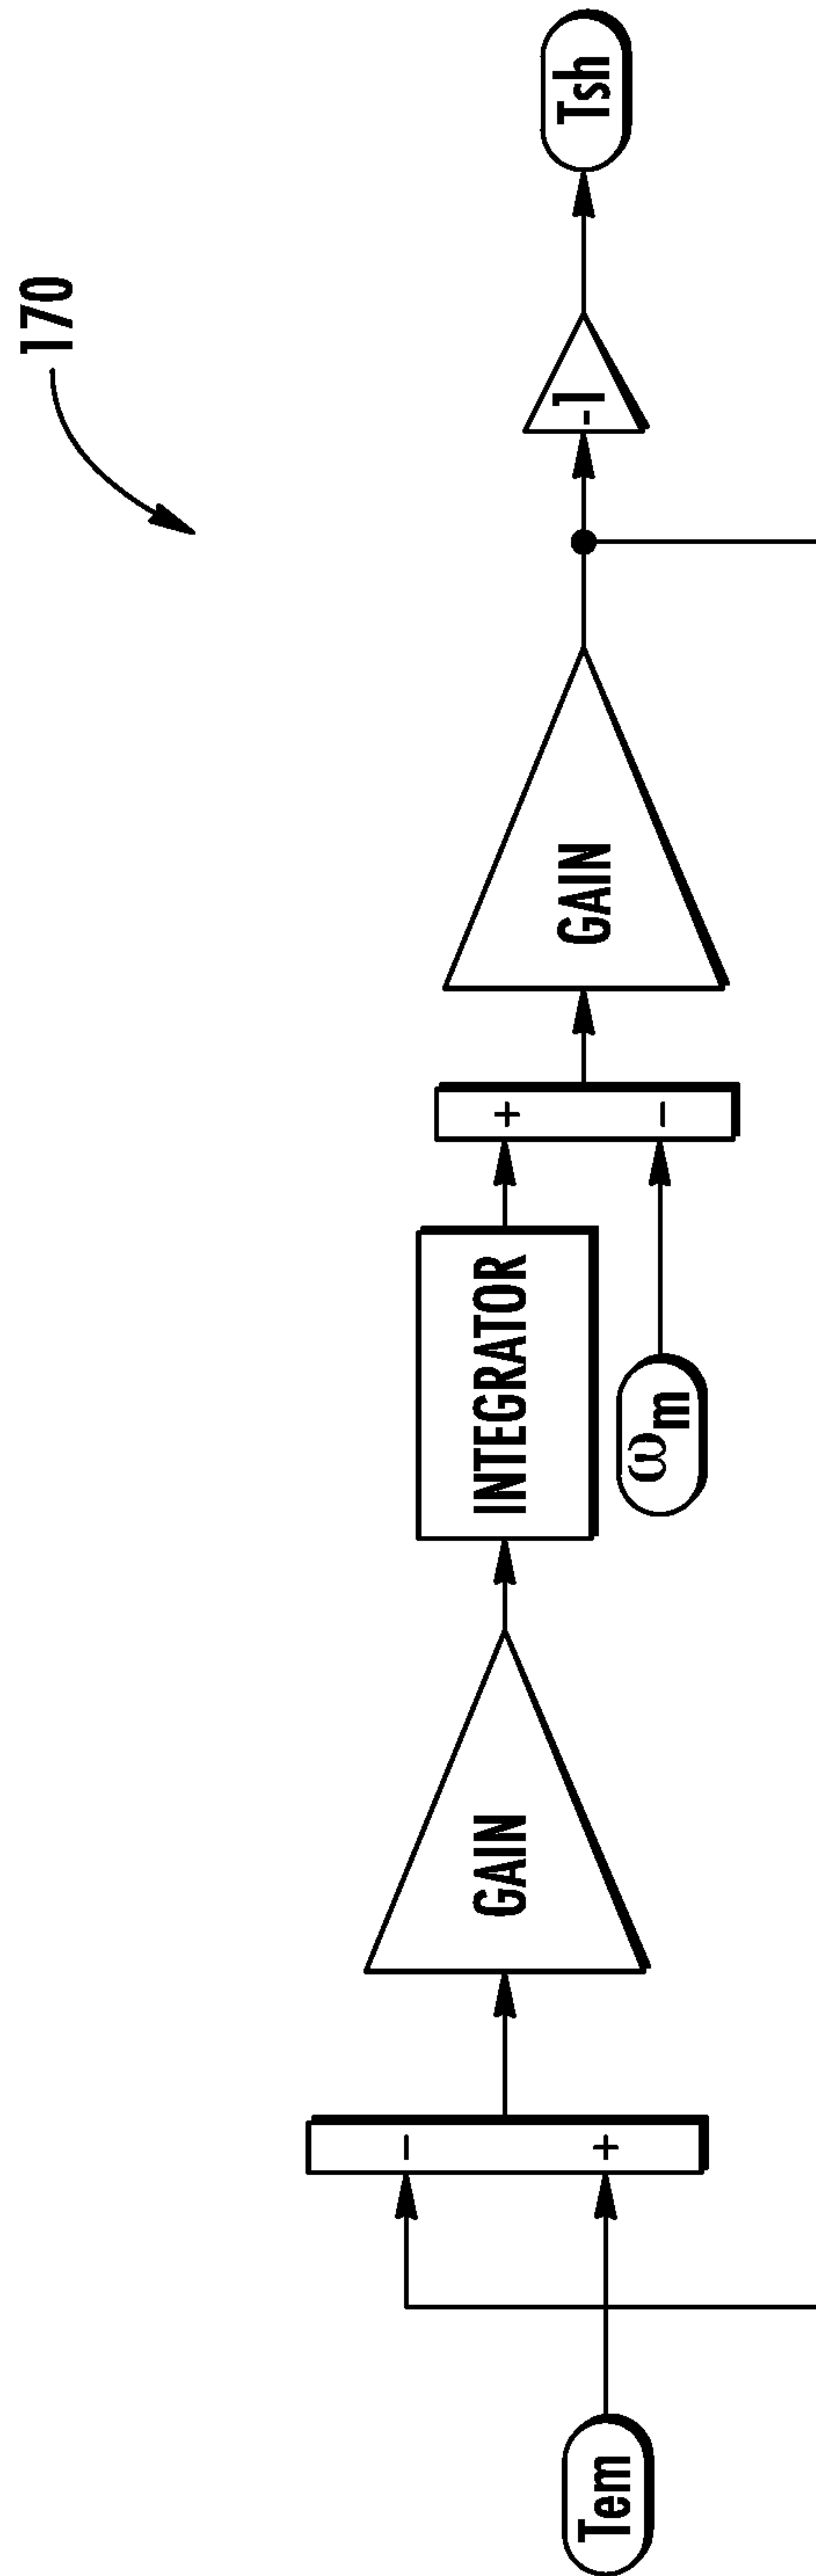 170
Tem
-
+
GAIN
INTEGRATOR
ωm
+
-
GAIN
-1
Tsh